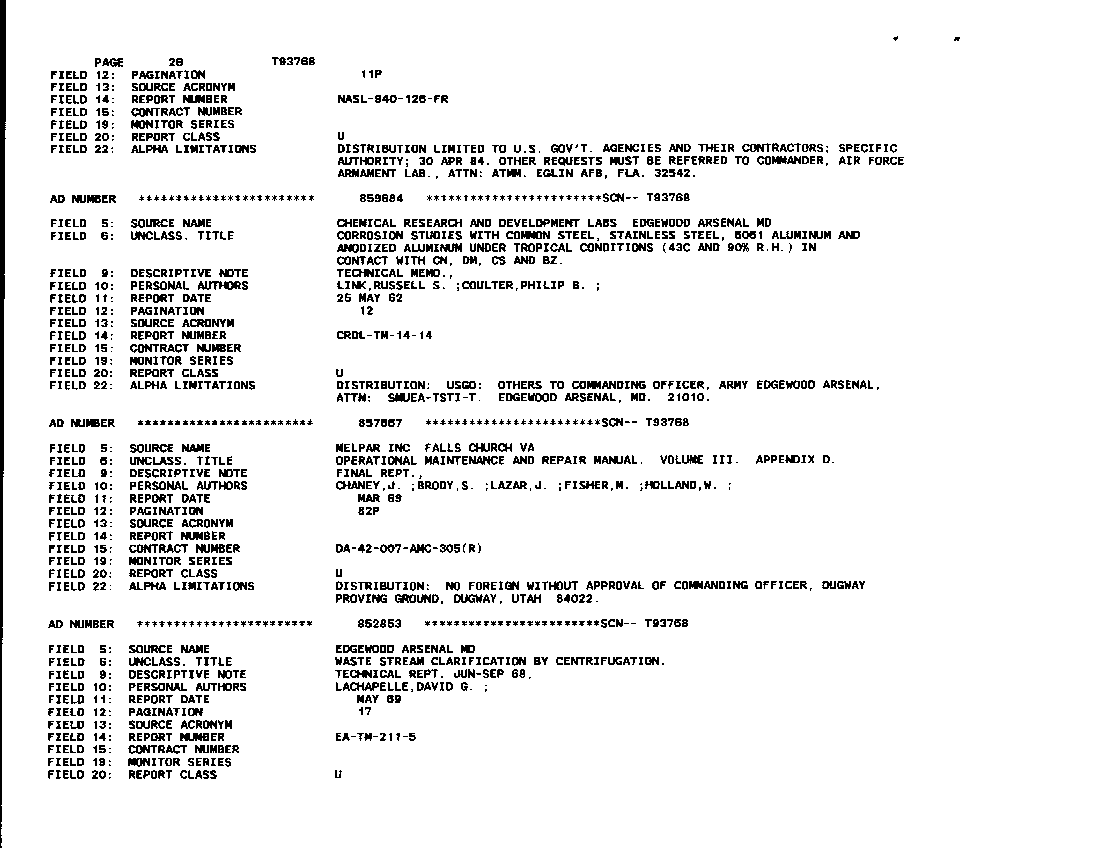 PAGE 28 T93768
FIELD 12: PAGINATION 11P
FIELD 13: SOURCE ACRONYM
FIELD 14: REPORT NUMBER NASL-940-126-FR
FIELD 15: CONTRACT NUMBER
FIELD 19: MONITOR SERIES
FIELD 20: REPORT CLASS U
FIELD 22: ALPHA LIMITATIONS DISTRIBUTION LIMITED TO U.S. GOV'T. AGENCIES AND THEIR CONTRACTORS; SPECIFIC
AUTHORITY; 30 APR 84. OTHER REQUESTS MUST BE REFERRED TO COMMANDER, AIR FORCE
ARMAMENT LAB., ATTN: ATMM. EGLIN AFB, FLA. 32542.
AD NUMBER ************************ 859684 ************************SCN-- T93768
FIELD 5: SOURCE NAME CHEMICAL RESEARCH AND DEVELOPMENT LABS EDGEWOOD ARSENAL MD
FIELD 6: UNCLASS. TITLE CORROSION STUDIES WITH COMMON STEEL, STAINLESS STEEL, 6061 ALUMINUM AND
ANODIZED ALUMINUM UNDER TROPICAL CONDITIONS (43C AND 90% R.H.) IN
CONTACT WITH CN, DM, CS AND BZ.
FIELD 9: DESCRIPTIVE NOTE TECHNICAL MEMO.,
FIELD 10: PERSONAL AUTHORS LINK,RUSSELL S. ;COULTER,PHILIP B. ;
FIELD 11: REPORT DATE 25 MAY 62
FIELD 12: PAGINATION 12
FIELD 13: SOURCE ACRONYM
FIELD 14: REPORT NUMBER CRDL-TM-14-14
FIELD 15: CONTRACT NUMBER
FIELD 19: MONITOR SERIES
FIELD 20: REPORT CLASS U
FIELD 22: ALPHA LIMITATIONS DISTRIBUTION: USGO: OTHERS TO COMMANDING OFFICER, ARMY EDGEWOOD ARSENAL,
ATTN: SMUEA-TSTI-T. EDGEWOOD ARSENAL, MD. 21010.
AD NUMBER ************************ 857667 ************************SCN-- T93768
FIELD 5: SOURCE NAME MELPAR INC FALLS CHURCH VA
FIELD 6: UNCLASS. TITLE OPERATIONAL MAINTENANCE AND REPAIR MANUAL. VOLUME III. APPENDIX D.
FIELD 9: DESCRIPTIVE NOTE FINAL REPT.,
FIELD 10: PERSONAL AUTHORS CHANEY,J. ;BRODY,S. ;LAZAR,J. ;FISHER,M. ;HOLLAND,W. ;
FIELD 11: REPORT DATE MAR 69
FIELD 12: PAGINATION 82P
FIELD 13: SOURCE ACRONYM
FIELD 14: REPORT NUMBER
FIELD 15: CONTRACT NUMBER DA-42-007-AMC-305(R)
FIELD 19: MONITOR SERIES
FIELD 20: REPORT CLASS U
FIELD 22: ALPHA LIMITATIONS DISTRIBUTION: NO FOREIGN WITHOUT APPROVAL OF COMMANDING OFFICER, DUGWAY
PROVING GROUND, DUGWAY, UTAH 84022.
AD NUMBER ************************ 852853 ************************SCN-- T93768
FIELD 5: SOURCE NAME EDGEWOOD ARSENAL MD
FIELD 6: UNCLASS. TITLE WASTE STREAM CLARIFICATION BY CENTRIFUGATION.
FIELD 9: DESCRIPTIVE NOTE TECHNICAL REPT. JUN-SEP 68,
FIELD 10: PERSONAL AUTHORS LACHAPELLE,DAVID G. ;
FIELD 11: REPORT DATE MAY 69
FIELD 12: PAGINATION 17
FIELD 13: SOURCE ACRONYM
FIELD 14: REPORT NUMBER EA-TM-211-5
FIELD 15: CONTRACT NUMBER
FIELD 19: MONITOR SERIES
FIELD 20: REPORT CLASS U